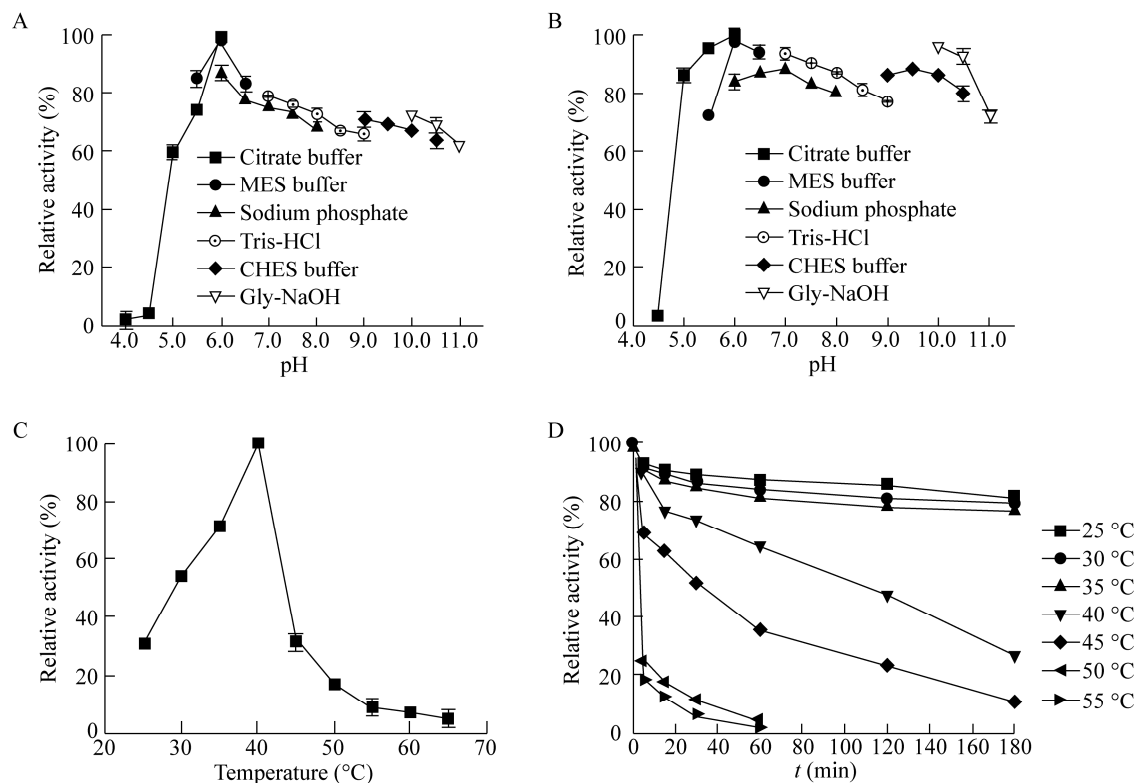 A
100
80
60
40
20
0
4.0 5.0 6.0 7.0 8.0 9.0 10.0 11.0
pH
Relative activity (%)
Citrate buffer
MES buffer
Sodium phosphate
Tris-HCl
CHES buffer
Gly-NaOH
B
100
80
60
40
20
0
4.0 5.0 6.0 7.0 8.0 9.0 10.0 11.0
pH
Relative activity (%)
Citrate buffer
MES buffer
Sodium phosphate
Tris-HCl
CHES buffer
Gly-NaOH
C
100
80
60
40
20
0
20 30 40 50 60 70
Temperature (°C)
Relative activity (%)
D
100
80
60
40
20
0
0 20 40 60 80 100 120 140 160 180
t (min)
Relative activity (%)
25 °C
30 °C
35 °C
40 °C
45 °C
50 °C
55 °C